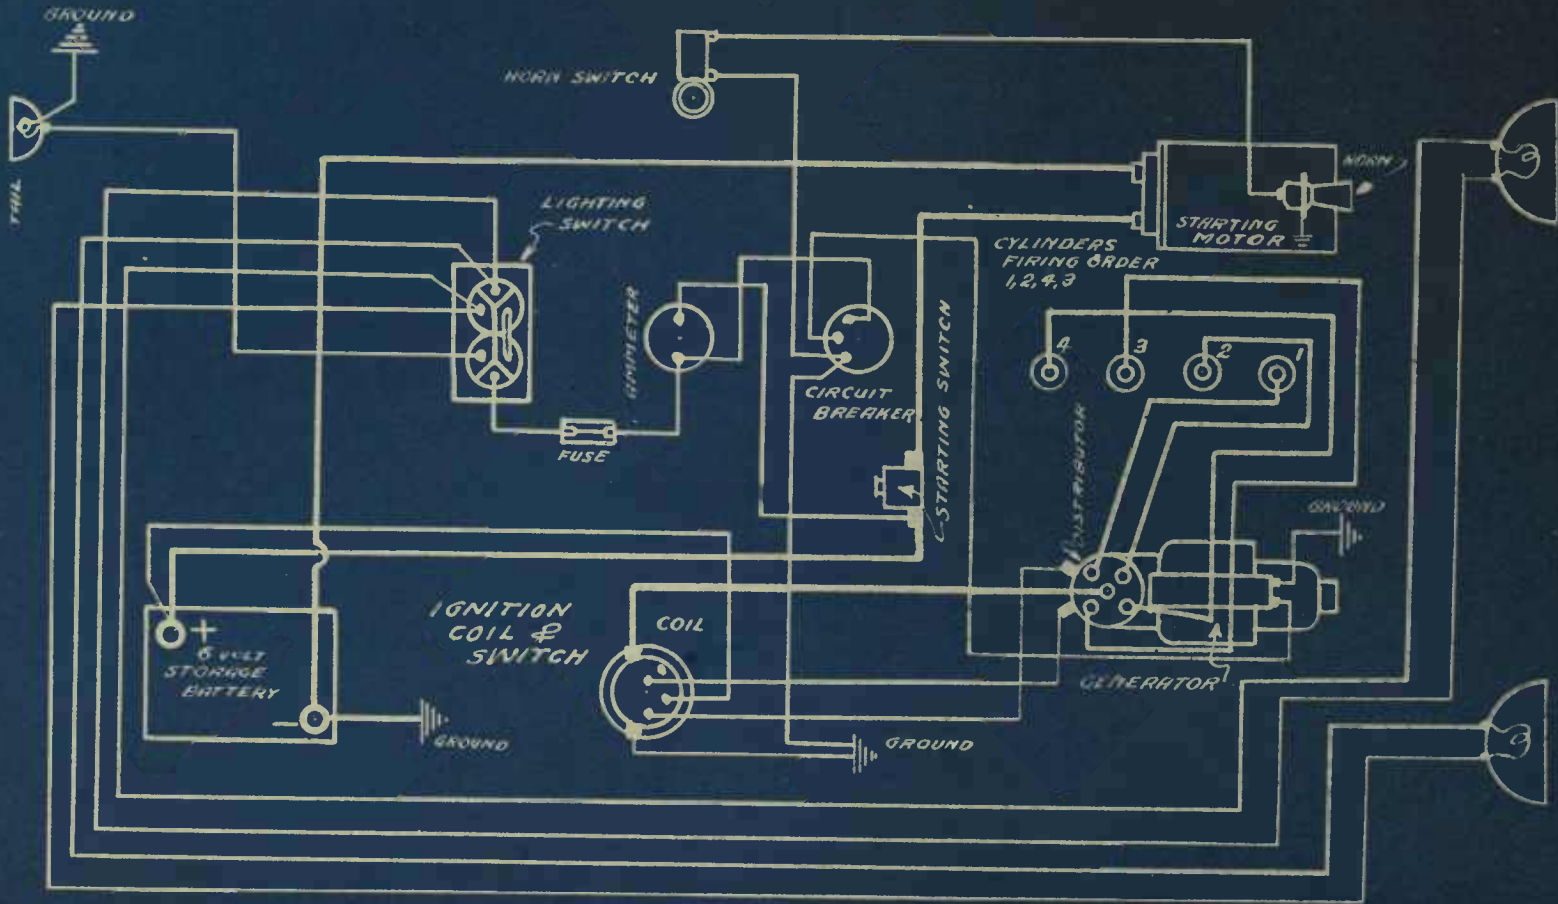 GROUND
HORN SWITCH
TAIL
HORN
LIGHTING
SWITCH
STARTING
MOTOR
CYLINDERS
FIRING ORDER
1,2,4,3
AMMETER
4
3
2
1
CIRCUIT
BREAKER
STARTING SWITCH
FUSE
DISTRIBUTOR
GROUND
IGNITION
COIL &
SWITCH
COIL
+
6 VOLT
STORAGE
BATTERY
-
GROUND
GENERATOR
GROUND